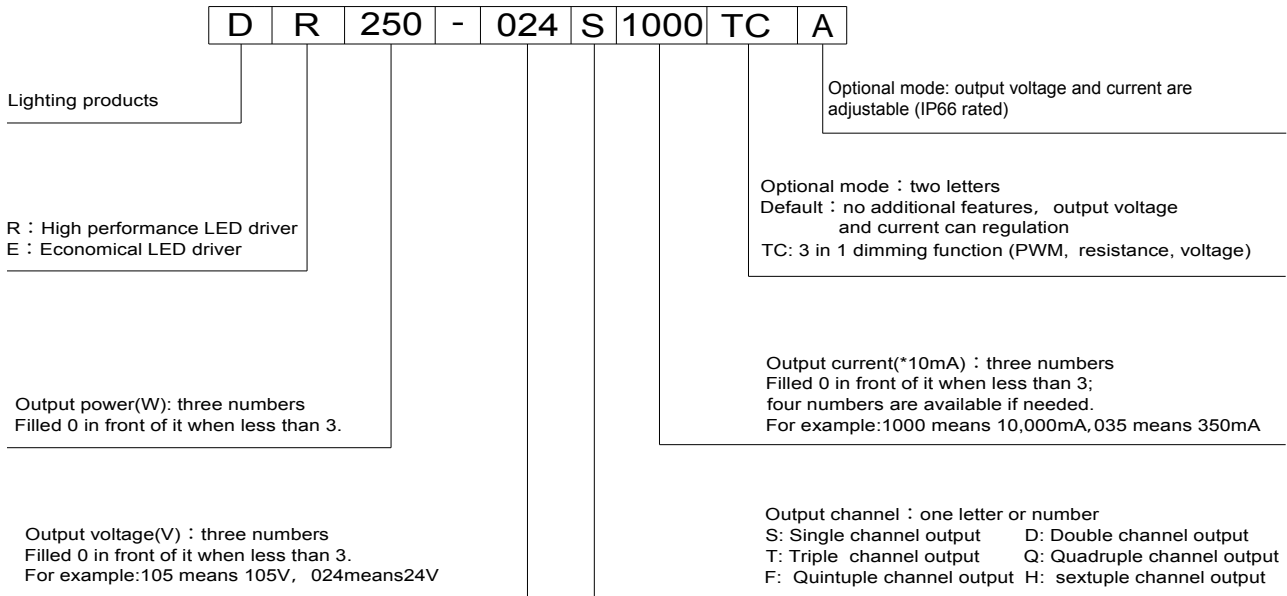 D R 250 - 024 S 1000 TC A
Lighting products
Optional mode: output voltage and current are
adjustable (IP66 rated)
Optional mode：two letters
Default：no additional features, output voltage
and current can regulation
TC: 3 in 1 dimming function (PWM, resistance, voltage)
R：High performance LED driver
E：Economical LED driver
Output current(*10mA)：three numbers
Filled 0 in front of it when less than 3;
four numbers are available if needed.
For example:1000 means 10,000mA,035 means 350mA
Output power(W): three numbers
Filled 0 in front of it when less than 3.
Output voltage(V)：three numbers
Filled 0 in front of it when less than 3.
For example:105 means 105V, 024means24V
Output channel：one letter or number
S: Single channel output D: Double channel output
T: Triple channel output Q: Quadruple channel output
F: Quintuple channel output H: sextuple channel output